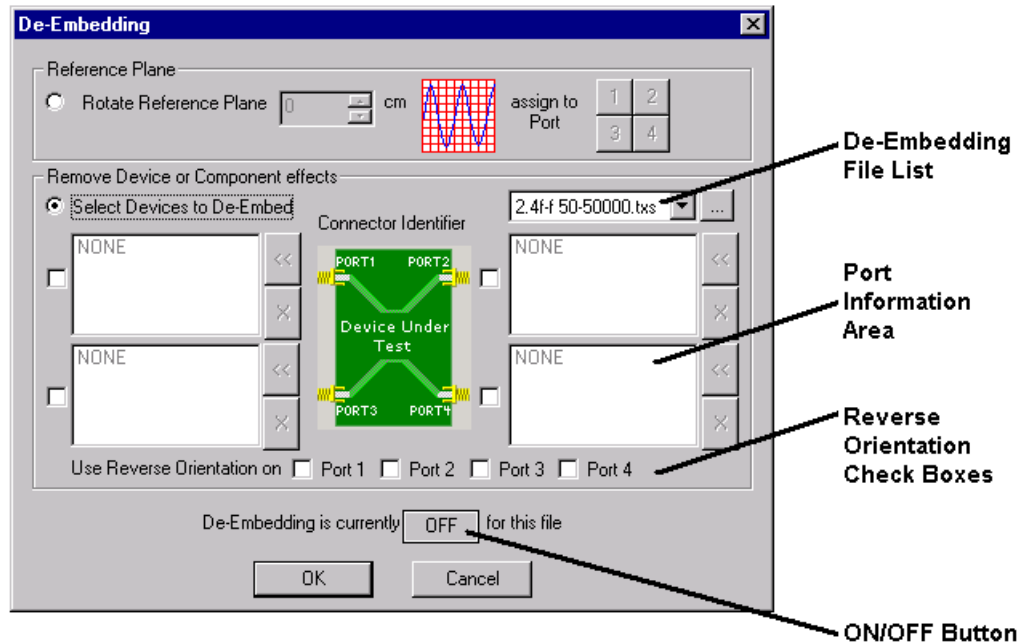 De-Embedding
Reference Plane
Rotate Reference Plane 0 cm assign to Port 1 2 3 4
De-Embedding
File List
Remove Device or Component effects
Select Devices to De-Embed
2.4f-f 50-50000.txs ...
Connector Identifier
NONE <<
X
PORT1 PORT2
Device Under
Test
PORT3 PORT4
NONE <<
X
Port
Information
Area
NONE <<
X
NONE <<
X
Reverse
Orientation
Check Boxes
Use Reverse Orientation on Port 1 Port 2 Port 3 Port 4
De-Embedding is currently OFF for this file
OK Cancel
ON/OFF Button